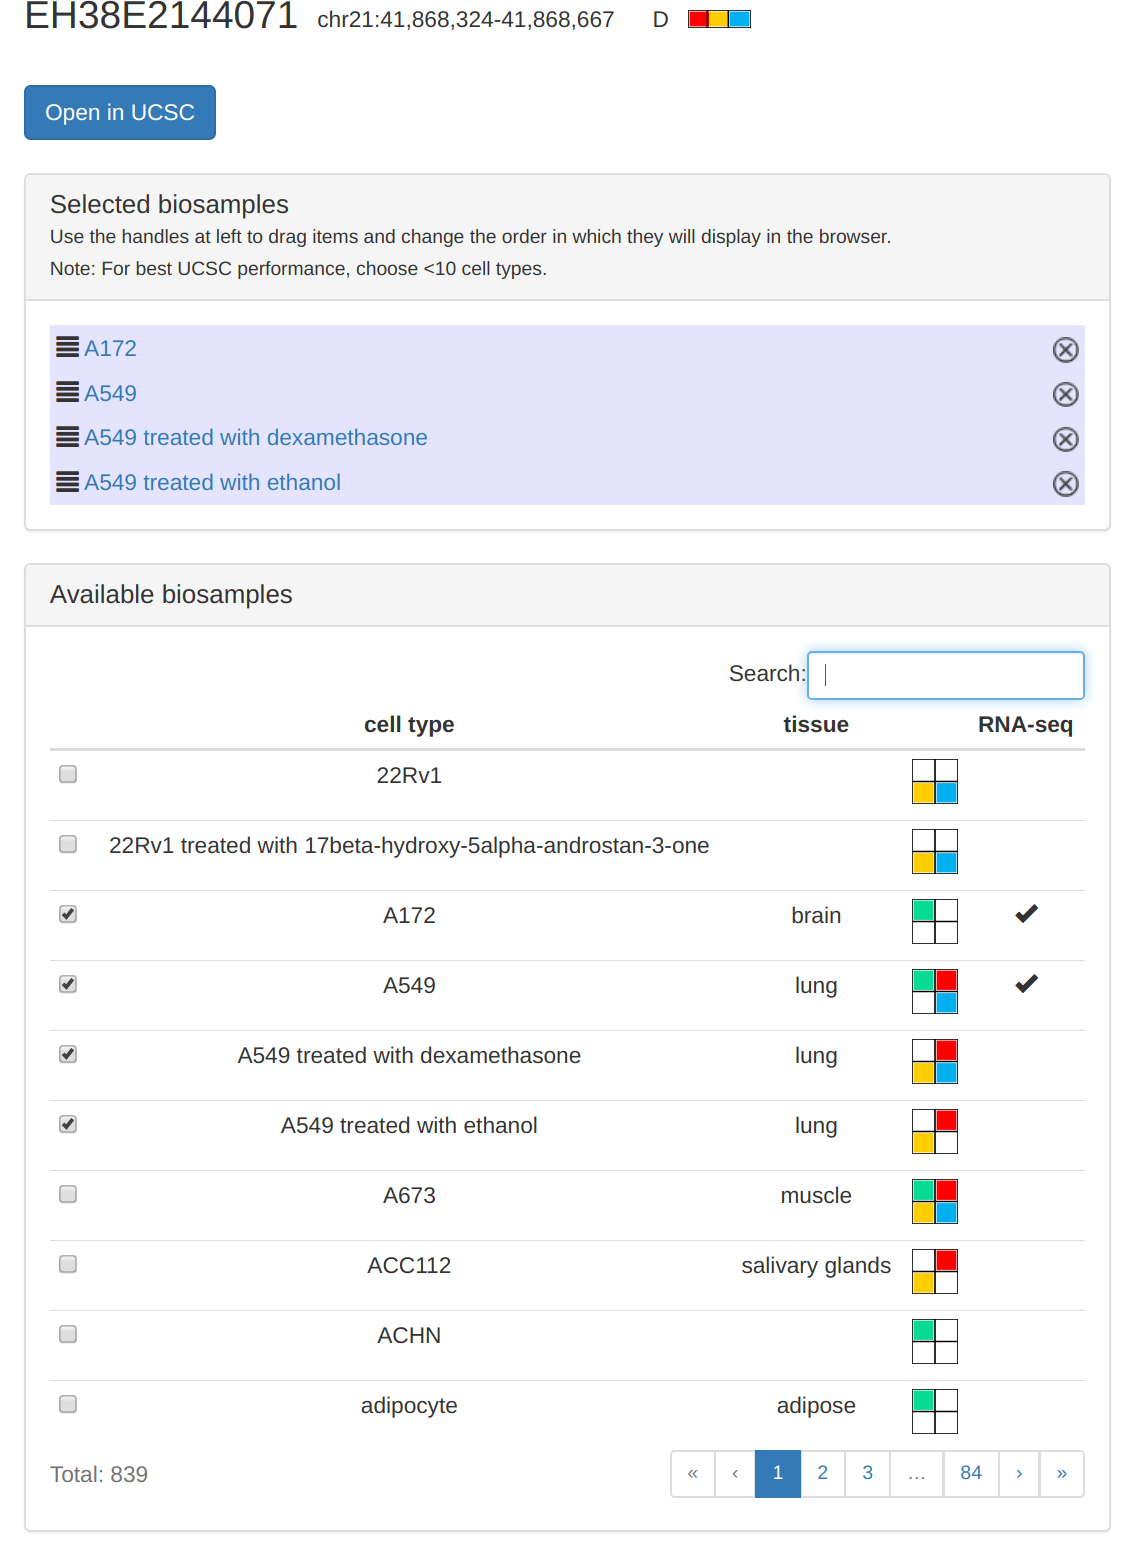 EH38E2144071 chr21:41,868,324-41,868,667 D
Open in UCSC
Selected biosamples
Use the handles at left to drag items and change the order in which they will display in the browser.
Note: For best UCSC performance, choose <10 cell types.
A172
A549
A549 treated with dexamethasone
A549 treated with ethanol
Available biosamples
Search:
cell type tissue RNA-seq
22Rv1
22Rv1 treated with 17beta-hydroxy-5alpha-androstan-3-one
A172 brain
A549 lung
A549 treated with dexamethasone lung
A549 treated with ethanol lung
A673 muscle
ACC112 salivary glands
ACHN
adipocyte adipose
Total: 839 « ‹ 1 2 3 … 84 › »